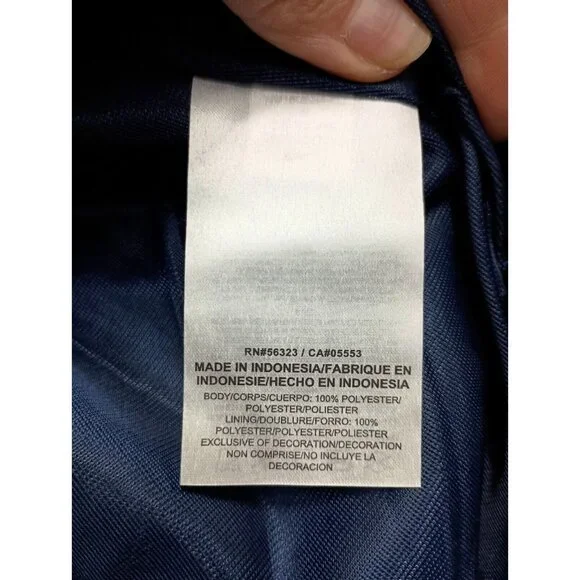 RN#56323 / CA#05553
MADE IN INDONESIA/FABRIQUE EN
INDONESIE/HECHO EN INDONESIA
BODY/CORPS/CUERPO: 100% POLYESTER/
POLYESTER/POLIESTER
LINING/DOUBLURE/FORRO: 100%
POLYESTER/POLYESTER/POLIESTER
EXCLUSIVE OF DECORATION/DECORATION
NON COMPRISE/NO INCLUYE LA
DECORACION